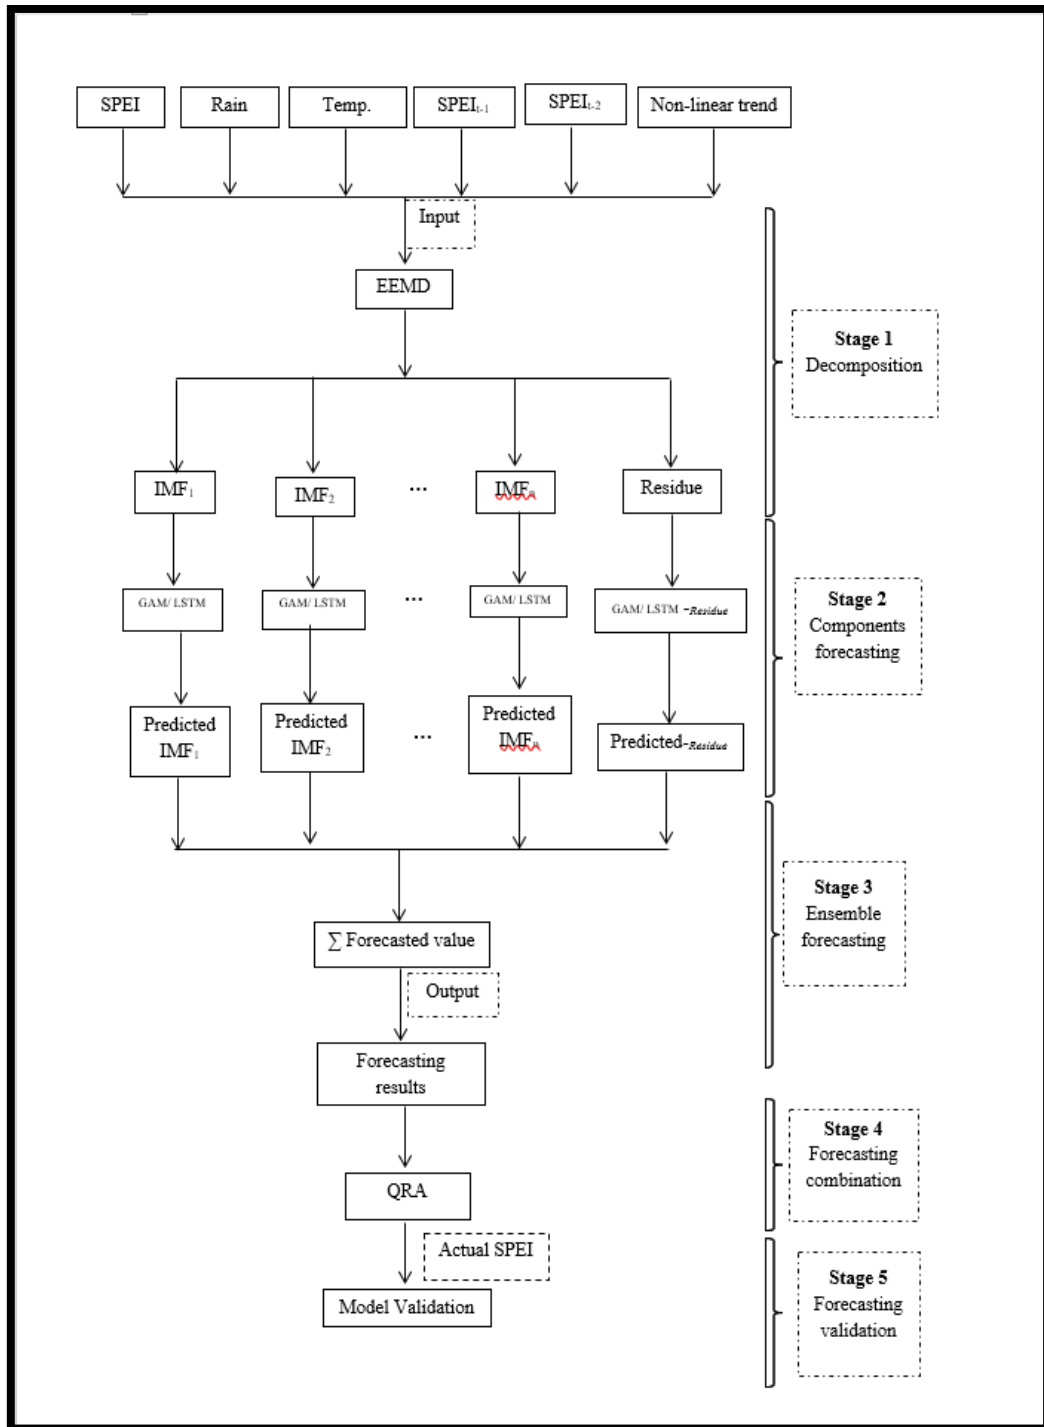 SPEI Rain Temp. SPEIt-1 SPEIt-2 Non-linear trend
Input
EEMD
Stage 1
Decomposition
IMF1 IMF2 ... IMFn Residue
GAM/ LSTM GAM/ LSTM ... GAM/ LSTM GAM/ LSTM -Residue
Stage 2
Components
forecasting
Predicted
IMF1
Predicted
IMF2
...
Predicted
IMFn
Predicted-Residue
Stage 3
Ensemble
forecasting
∑ Forecasted value
Output
Forecasting
results
Stage 4
Forecasting
combination
QRA
Actual SPEI
Stage 5
Forecasting
validation
Model Validation